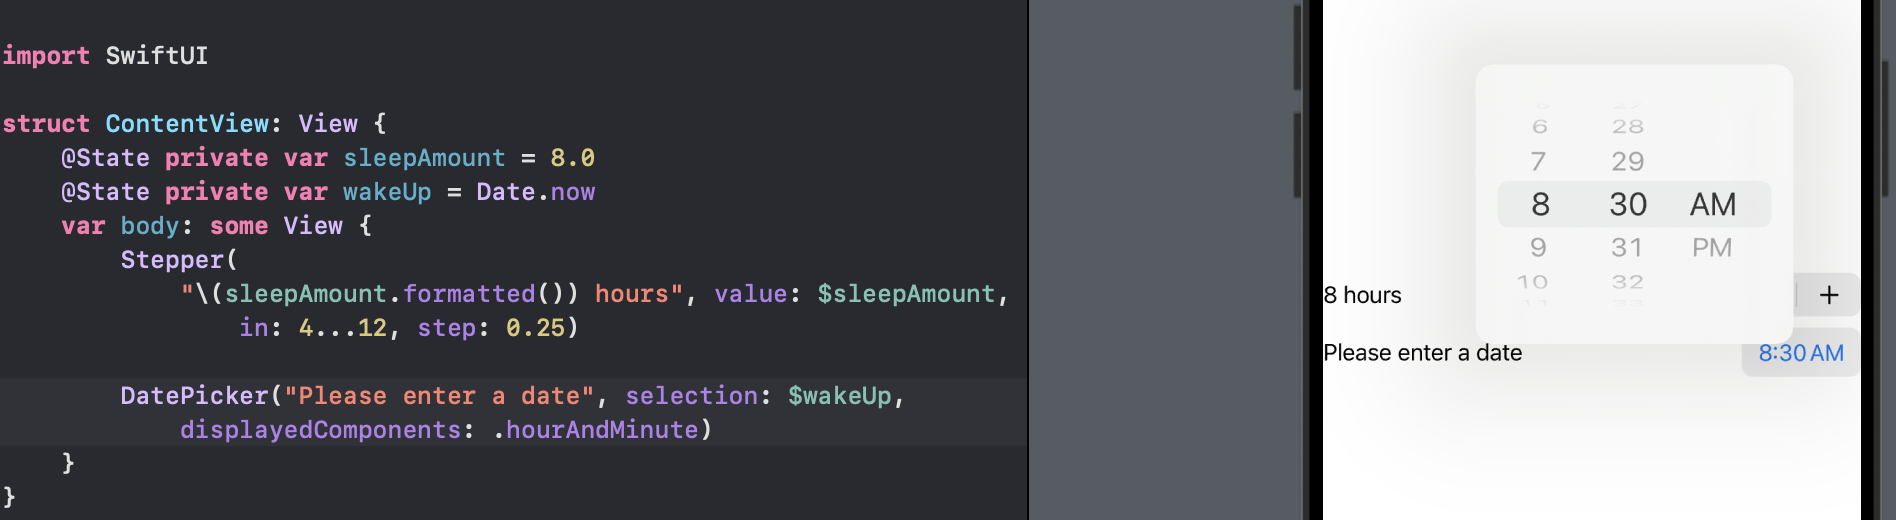 import SwiftUI
struct ContentView: View {
@State private var sleepAmount = 8.0
@State private var wakeUp = Date.now
var body: some View {
Stepper(
"\(sleepAmount.formatted()) hours", value: $sleepAmount,
in: 4...12, step: 0.25)
DatePicker("Please enter a date", selection: $wakeUp,
displayedComponents: .hourAndMinute)
}
}
6 28
7 29
8 30 AM
9 31 PM
10 32
11 33
8 hours +
Please enter a date 8:30 AM